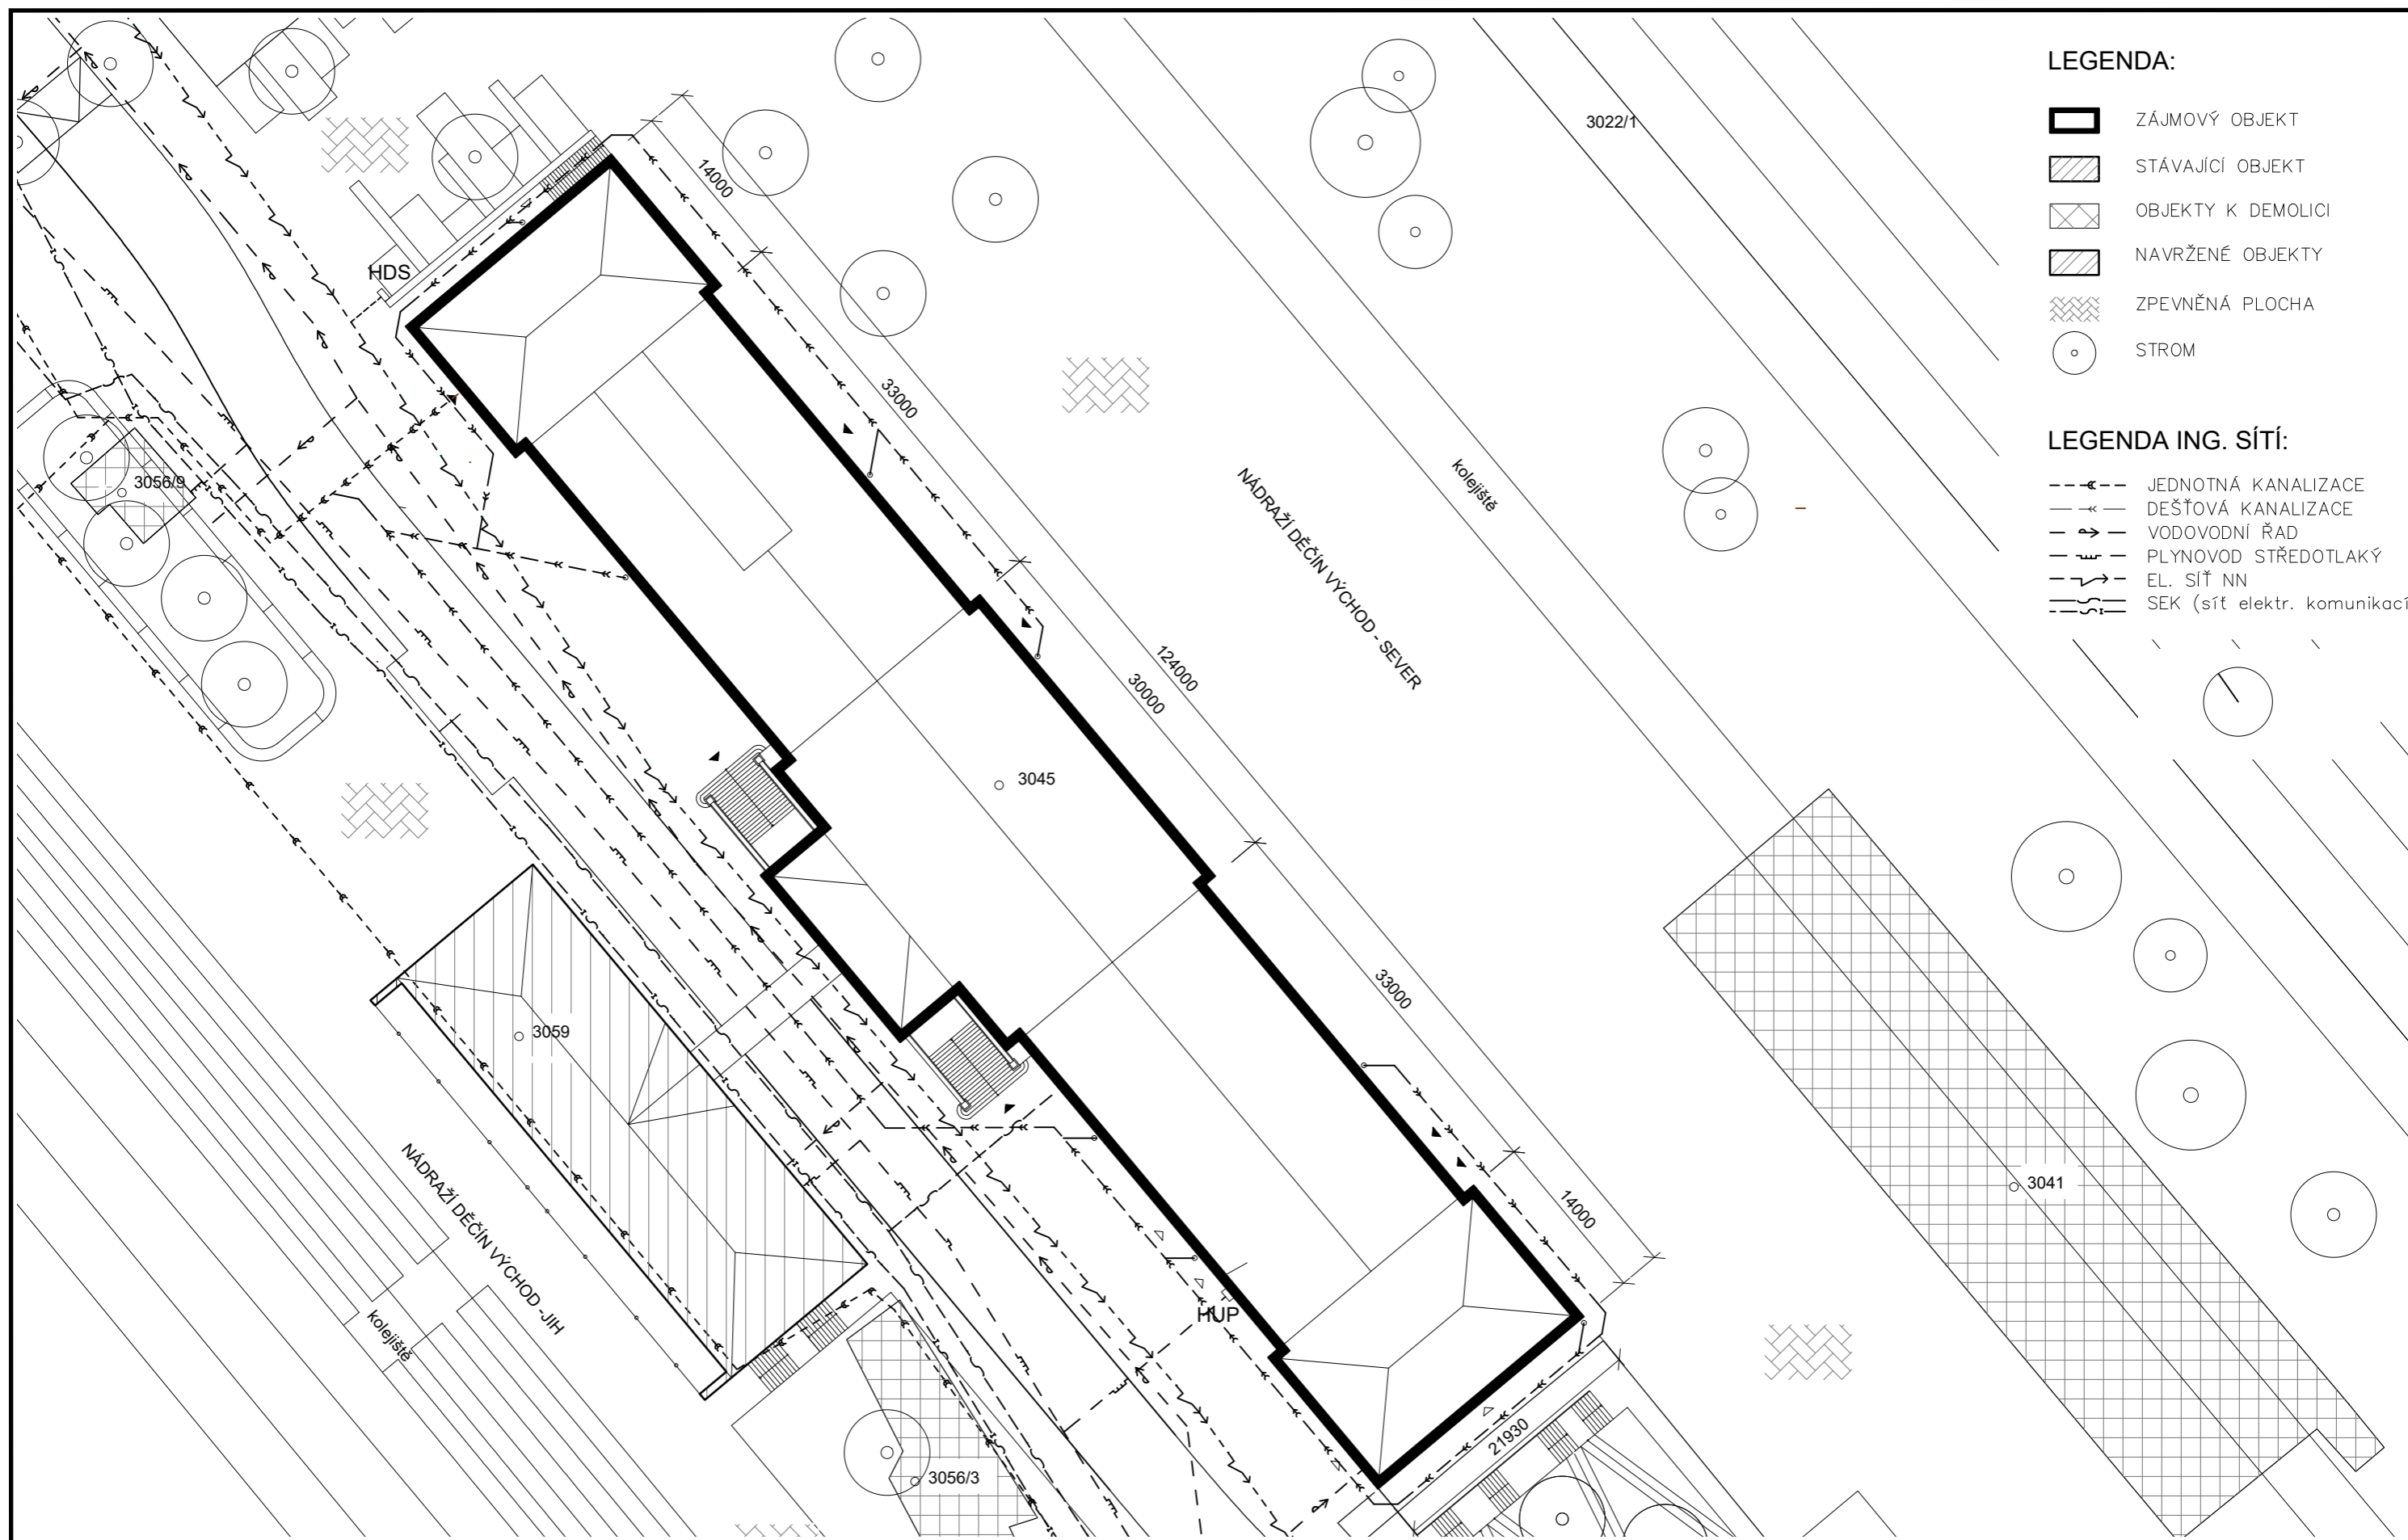 LEGENDA:
ZÁJMOVÝ OBJEKT
STÁVAJÍCÍ OBJEKT
OBJEKTY K DEMOLICI
NAVRŽENÉ OBJEKTY
ZPEVNĚNÁ PLOCHA
STROM
LEGENDA ING. SÍTÍ:
JEDNOTNÁ KANALIZACE
DEŠŤOVÁ KANALIZACE
VODOVODNÍ ŘAD
PLYNOVOD STŘEDOTLAKÝ
EL. SÍŤ NN
SEK (síť elektr. komunikací
3022/1
14000
HDS
33000
kolejiště
3056/9
NÁDRAŽÍ DĚČÍN VÝCHOD - SEVER
124000
30000
3045
33000
3059
3041
NÁDRAŽÍ DĚČÍN VÝCHOD -JIH
14000
HUP
kolejiště
21930
3056/3